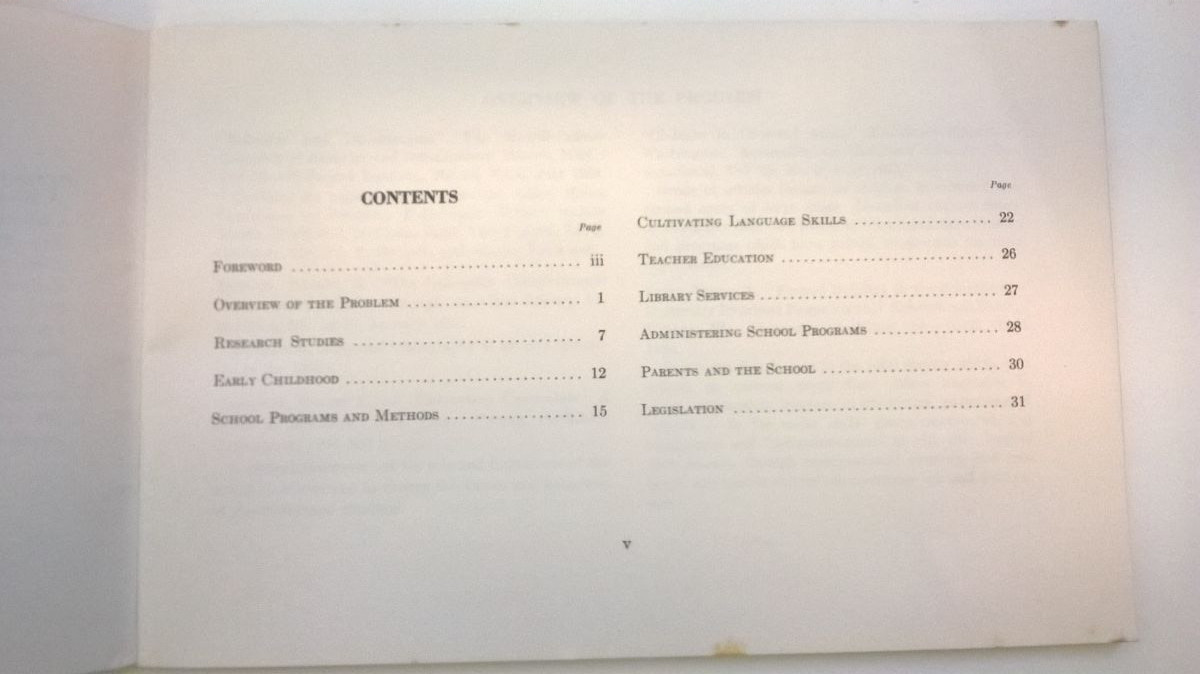 CONTENTS
Page
FOREWORD .......................................... iii
OVERVIEW OF THE PROBLEM ......................... 1
RESEARCH STUDIES ................................. 7
EARLY CHILDHOOD .................................. 12
SCHOOL PROGRAMS AND METHODS .................... 15
Page
CULTIVATING LANGUAGE SKILLS .................... 22
TEACHER EDUCATION .............................. 26
LIBRARY SERVICES ................................. 27
ADMINISTERING SCHOOL PROGRAMS .................. 28
PARENTS AND THE SCHOOL ......................... 30
LEGISLATION ...................................... 31
v